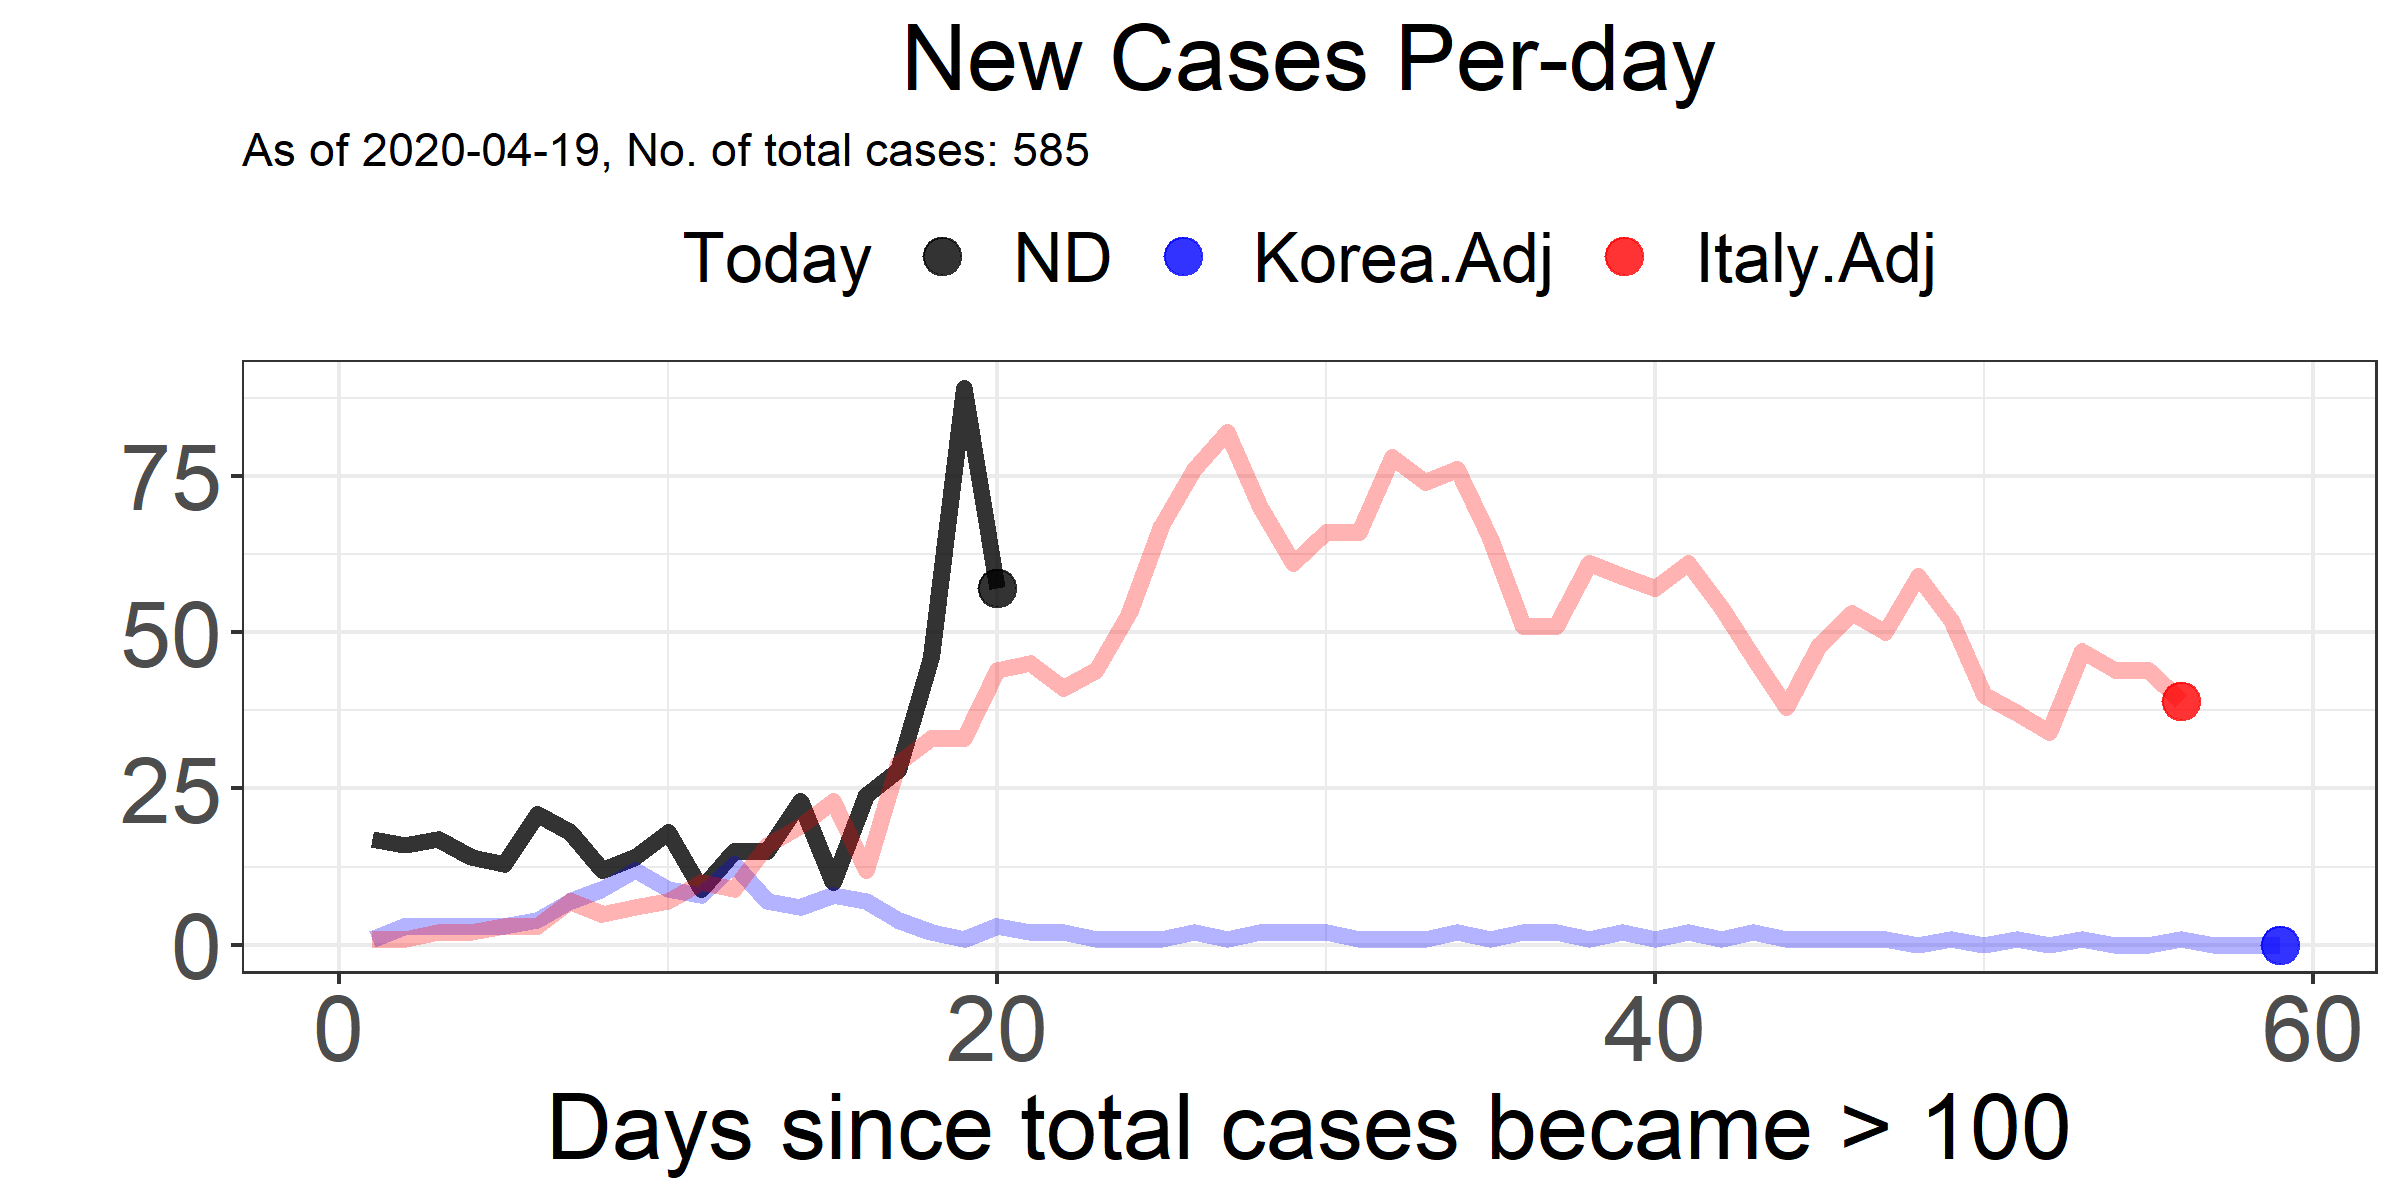 New Cases Per-day
As of 2020-04-19, No. of total cases: 585
Today ND Korea.Adj Italy.Adj
75
50
25
0
0 20 40 60
Days since total cases became > 100